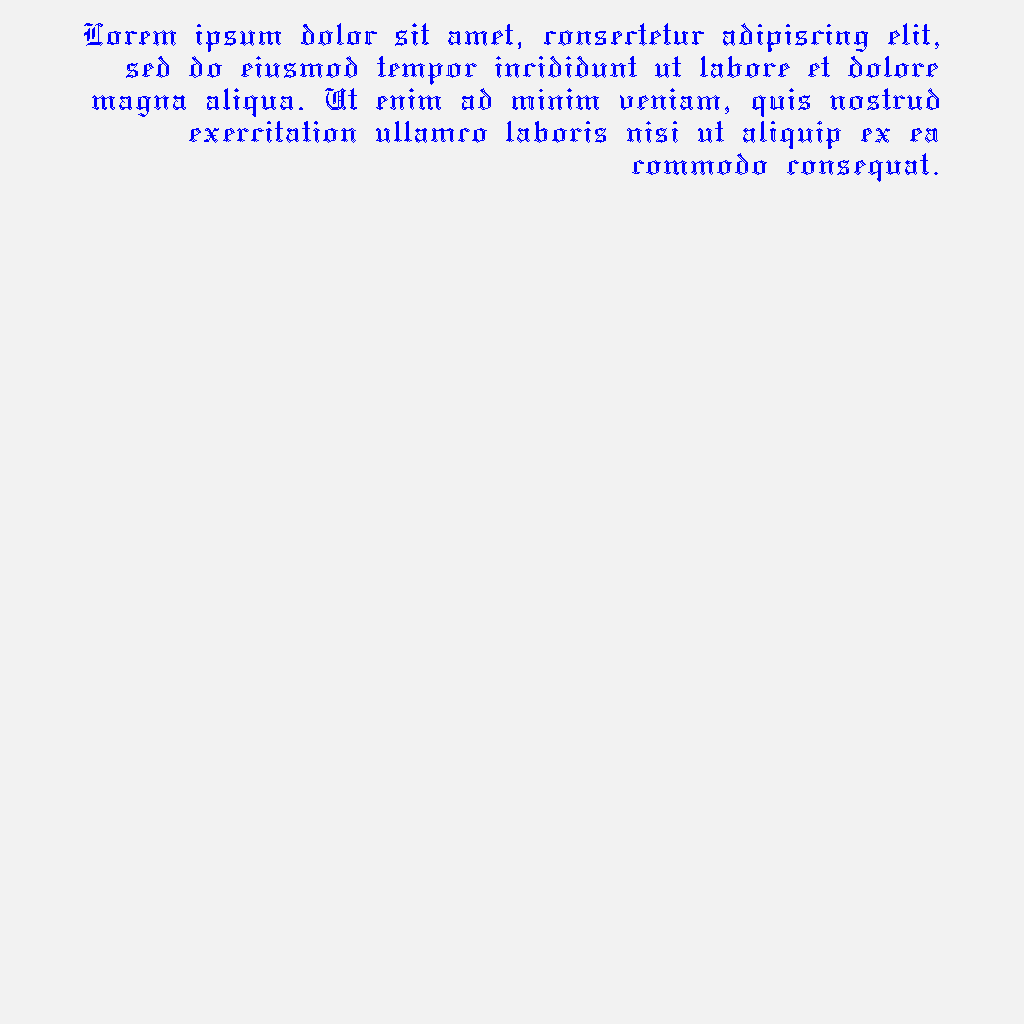 Lorem ipsum dolor sit amet, consectetur adipiscing elit,
sed do eiusmod tempor incididunt ut labore et dolore
magna aliqua. Ut enim ad minim veniam, quis nostrud
exercitation ullamco laboris nisi ut aliquip ex ea
commodo consequat.